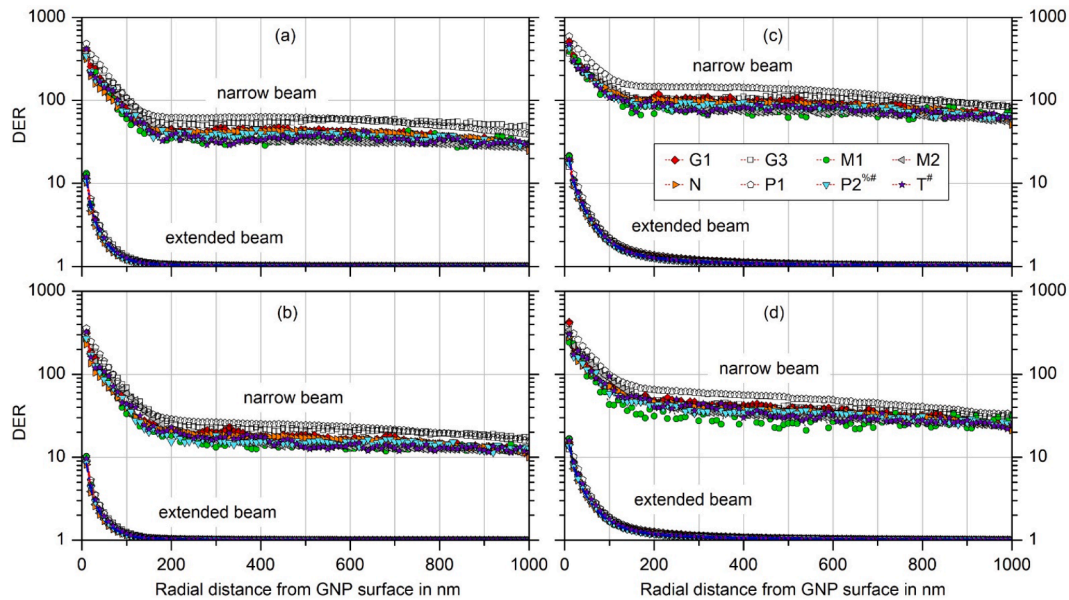 1000
(a)
(c)
1000
narrow beam
narrow beam
100
100
DER
G1 G3 M1 M2
N P1 P2%# T#
10
10
extended beam
extended beam
1
1
1000
(b)
(d)
1000
narrow beam
narrow beam
100
100
DER
10
10
extended beam
extended beam
1
1
0 200 400 600 800 1000 0 200 400 600 800 1000
Radial distance from GNP surface in nm Radial distance from GNP surface in nm